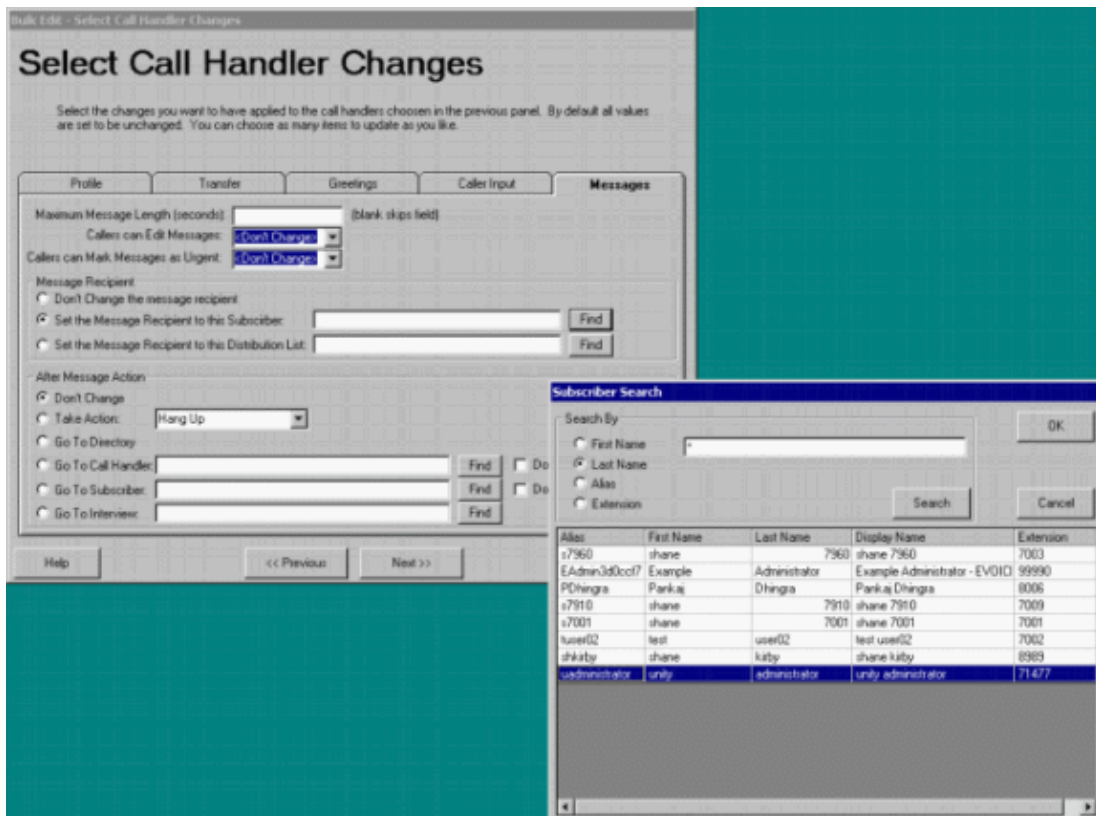 Bulk Edit - Select Call Handler Changes
Select Call Handler Changes
Select the changes you want to have applied to the call handlers choosen in the previous panel. By default all values
are set to be unchanged. You can choose as many items to update as you like.
Profile Transfer Greetings Caller Input Messages
Maximum Message Length (seconds): (blank skips field)
Callers can Edit Messages: <Don't Change>
Callers can Mark Messages as Urgent: <Don't Change>
Message Recipient
Don't Change the message recipient
Set the Message Recipient to this Subscriber: Find
Set the Message Recipient to this Distribution List: Find
After Message Action
Don't Change
Take Action: Hang Up
Go To Directory
Go To Call Handler: Find Do
Go To Subscriber: Find Do
Go To Interview: Find
Help << Previous Next >>
Subscriber Search
Search By
First Name
Last Name
Alias
Extension
OK
Search Cancel
Alias First Name Last Name Display Name Extension
s7960 shane 7960 shane 7960 7003
EAdmin3d0ccf7 Example Administrator Example Administrator - EVOICE 99990
PDhingra Pankaj Dhingra Pankaj Dhingra 8006
s7910 shane 7910 shane 7910 7009
s7001 shane 7001 shane 7001 7001
tuser02 test user02 test user02 7002
shkirby shane kirby shane kirby 8989
uadministrator unity administrator unity administrator 71477